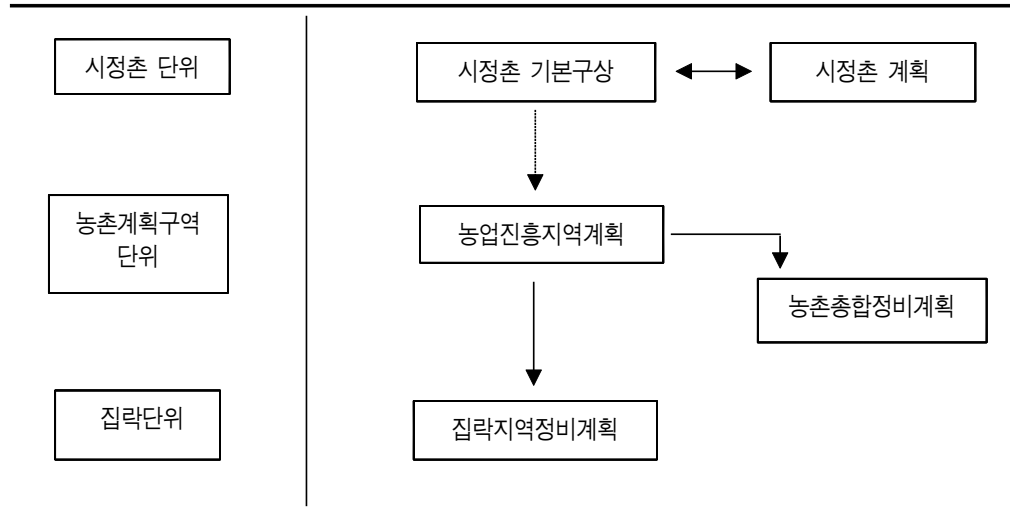 시정촌 단위
시정촌 기본구상
시정촌 계획
농촌계획구역
단위
농업진흥지역계획
농촌총합정비계획
집락단위
집락지역정비계획